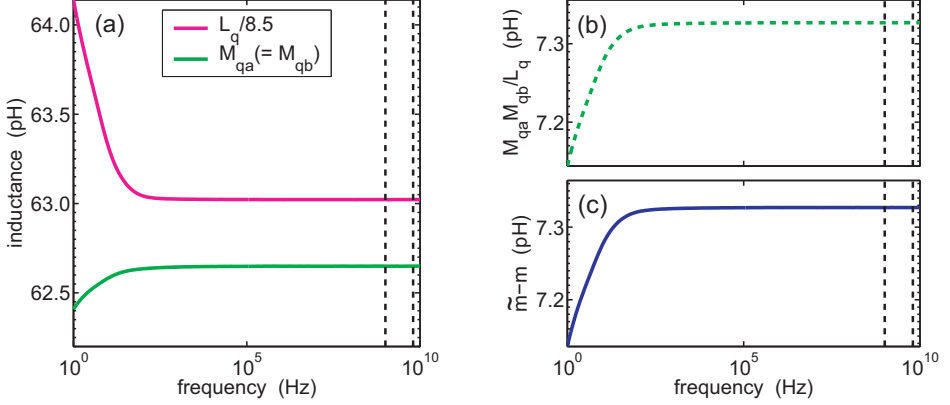 (a)
L_q/8.5
M_qa(= M_qb)
64.0
63.5
63.0
62.5
inductance (pH)
10^0
10^5
10^10
frequency (Hz)
(b)
7.3
7.2
M_qa M_qb/L_q (pH)
(c)
7.3
7.2
m̃−m (pH)
10^0
10^5
10^10
frequency (Hz)